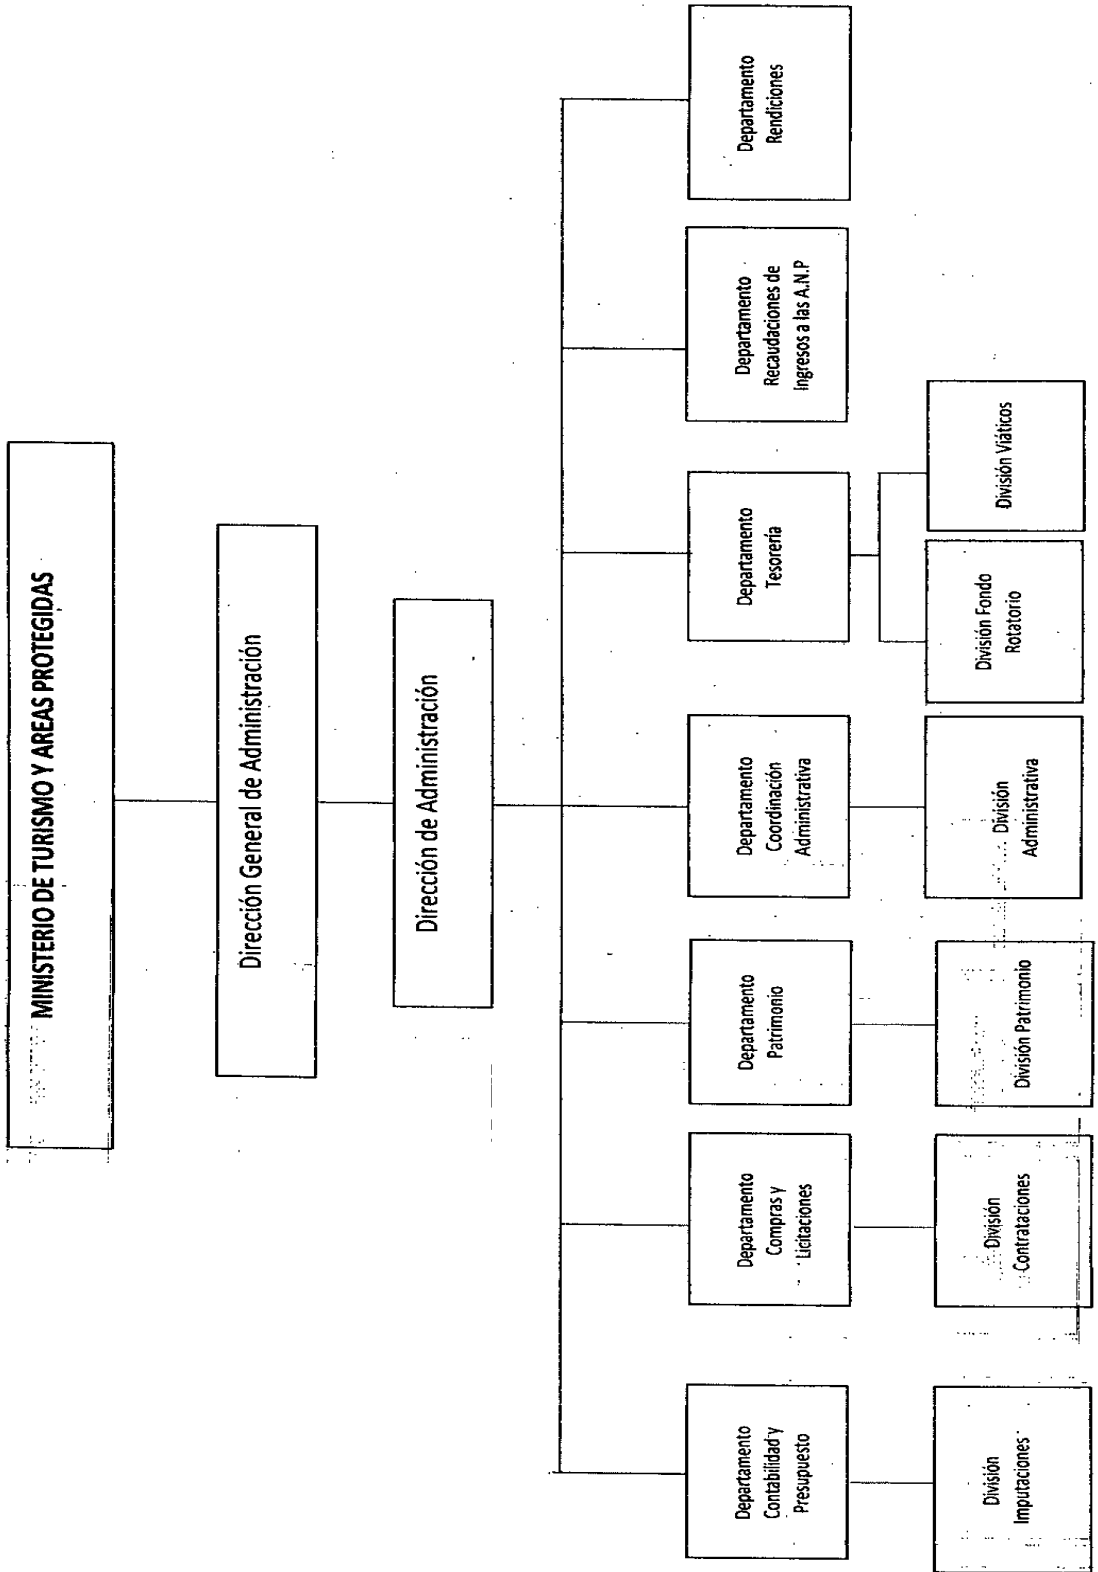 MINISTERIO DE TURISMO Y AREAS PROTEGIDAS
Dirección General de Administración
Dirección de Administración
Departamento
Contabilidad y
Presupuesto
Departamento
Compras y
Licitaciones
Departamento
Patrimonio
Departamento
Coordinación
Administrativa
Departamento
Tesorería
Departamento
Recaudaciones de
Ingresos a las A.N.P
Departamento
Rendiciones
División
Imputaciones
División
Contrataciones
División Patrimonio
División
Administrativa
División Fondo
Rotatorio
División Viáticos